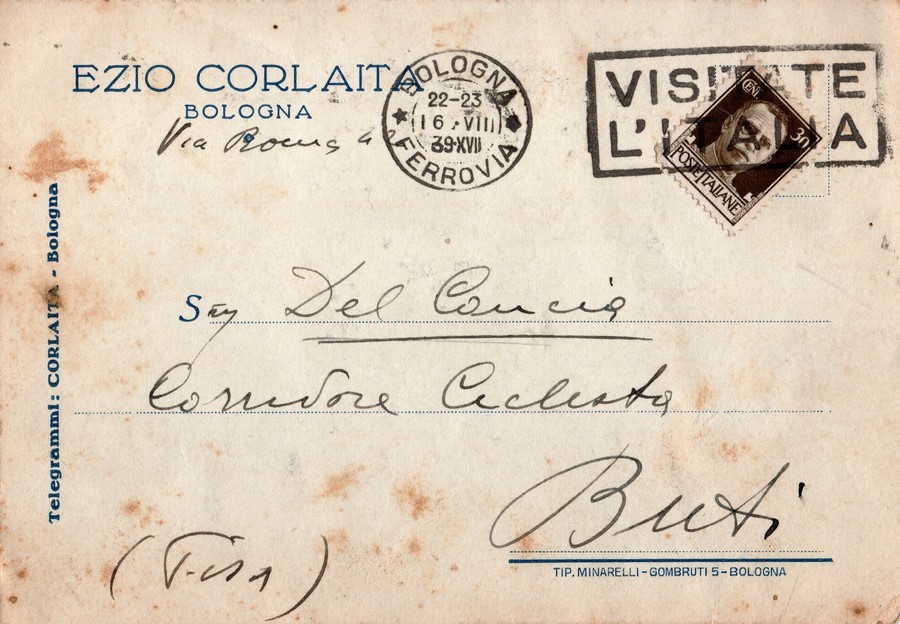 EZIO CORLAITA
BOLOGNA
Via Roma
BOLOGNA
22-23
16·VIII
39·XVII
FERROVIA
VISITATE
L'ITALIA
CENT. 30
POSTE ITALIANE
Telegrammi: CORLAITA - Bologna
Sig Del Cancia
Corridore Ciclista
Buti
(Pisa)
TIP. MINARELLI - GOMBRUTI 5 - BOLOGNA